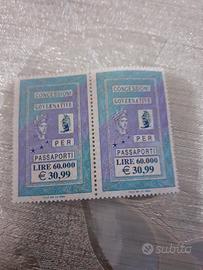 CONCESSIONI
GOVERNATIVE
PER
PASSAPORTI
LIRE 60.000
€ 30,99
CONCESSIONI
GOVERNATIVE
PER
PASSAPORTI
LIRE 60.000
€ 30,99
subito